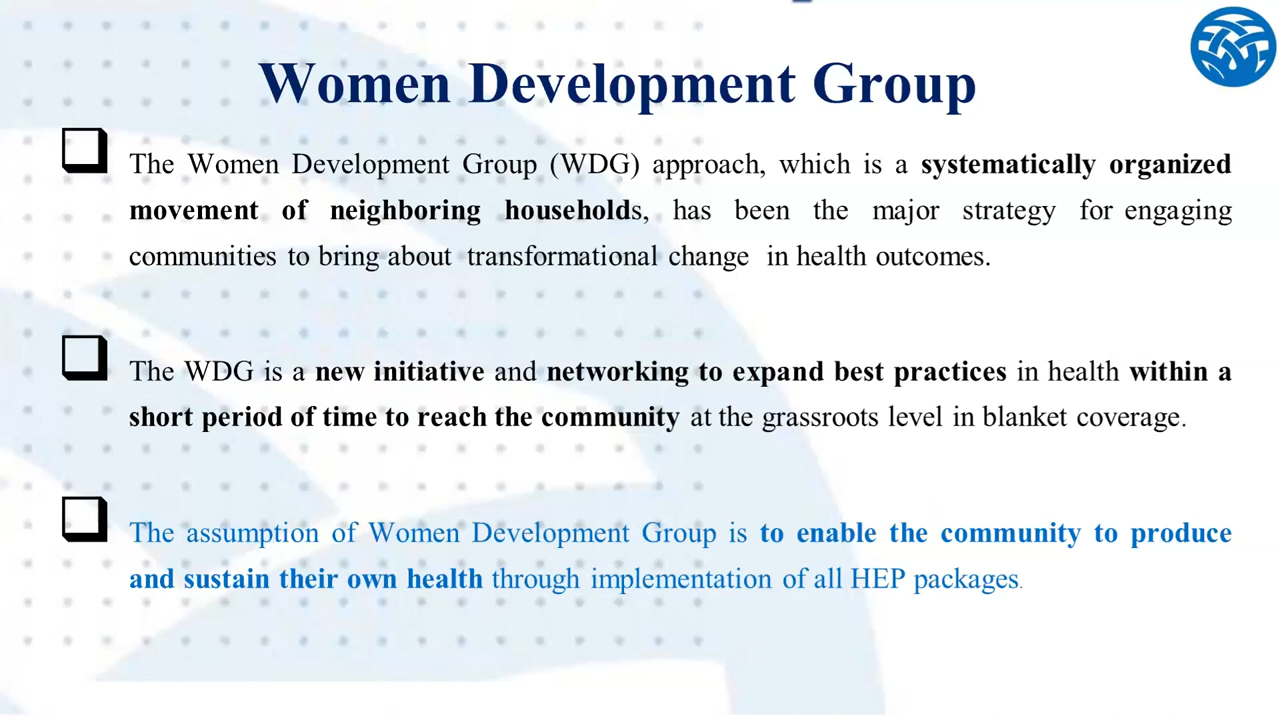 Women Development Group
The Women Development Group (WDG) approach, which is a systematically organized
movement of neighboring households, has been the major strategy for engaging
communities to bring about transformational change in health outcomes.
The WDG is a new initiative and networking to expand best practices in health within a
short period of time to reach the community at the grassroots level in blanket coverage.
The assumption of Women Development Group is to enable the community to produce
and sustain their own health through implementation of all HEP packages.